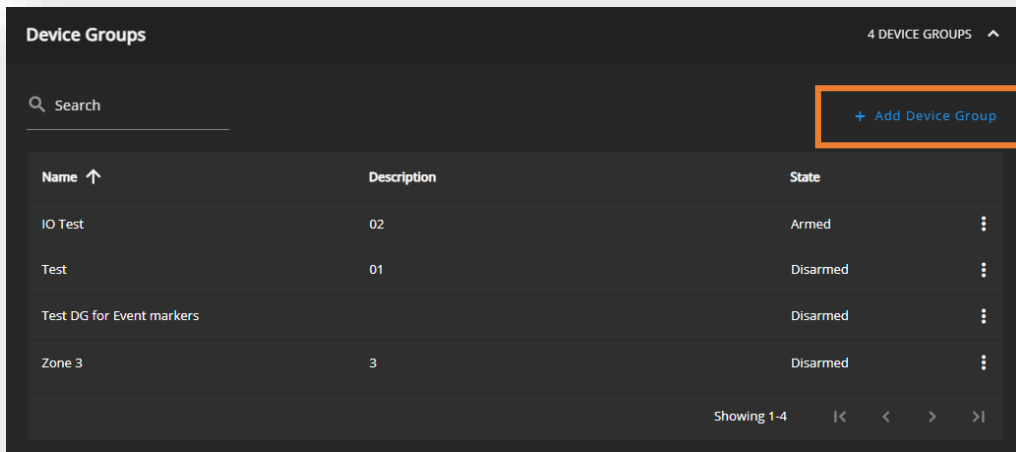 Device Groups 4 DEVICE GROUPS
Search
+ Add Device Group
Name Description State
IO Test 02 Armed
Test 01 Disarmed
Test DG for Event markers Disarmed
Zone 3 3 Disarmed
Showing 1-4